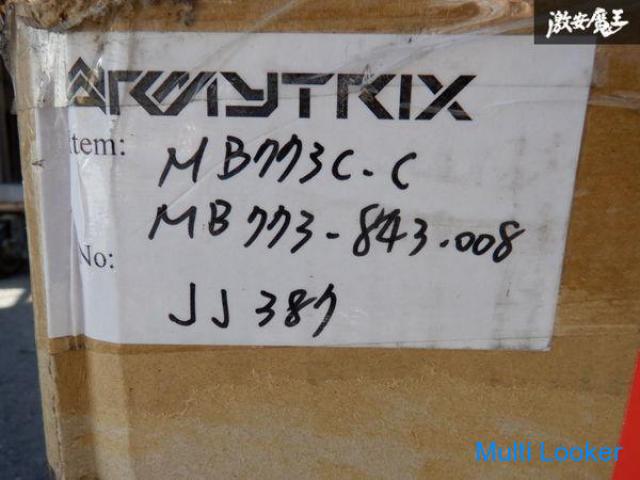 激安魔王
ARMYTRIX
Item: MB773C-C
MB773-843.008
No: JJ387
Multi Looker